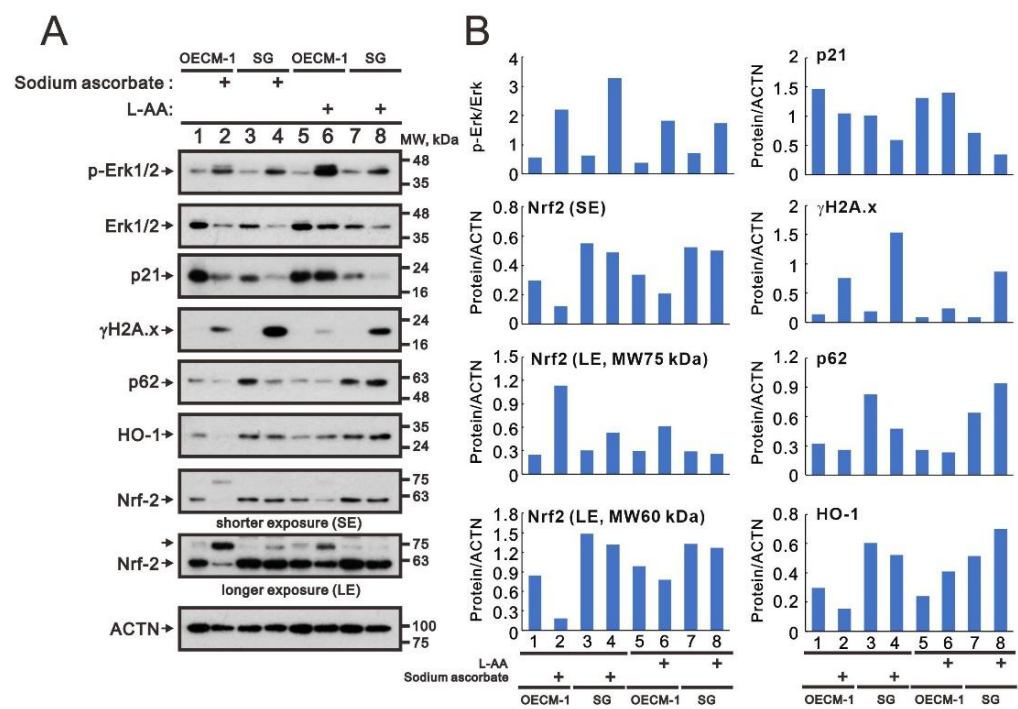 A
OECM-1 SG OECM-1 SG
Sodium ascorbate : + +
L-AA: + +
1 2 3 4 5 6 7 8 MW, kDa
p-Erk1/2 48
35
Erk1/2 48
35
p21 24
16
γH2A.x 24
16
p62 63
48
HO-1 35
24
75
Nrf-2 63
shorter exposure (SE)
75
Nrf-2 63
longer exposure (LE)
ACTN 100
75
B
p-Erk/Erk
4
3
2
1
0
p21
Protein/ACTN
2
1.5
1.0
0.5
0
Nrf2 (SE)
Protein/ACTN
0.8
0.6
0.4
0.2
0
γH2A.x
Protein/ACTN
2
1.5
1
0.5
0
Nrf2 (LE, MW75 kDa)
Protein/ACTN
1.5
1.2
0.9
0.6
0.3
0
p62
Protein/ACTN
1.2
0.9
0.6
0.3
0
Nrf2 (LE, MW60 kDa)
Protein/ACTN
1.8
1.5
1.2
0.9
0.6
0.3
0
HO-1
Protein/ACTN
0.8
0.6
0.4
0.2
0
1 2 3 4 5 6 7 8 1 2 3 4 5 6 7 8
L-AA + + + +
Sodium ascorbate + + + +
OECM-1 SG OECM-1 SG OECM-1 SG OECM-1 SG